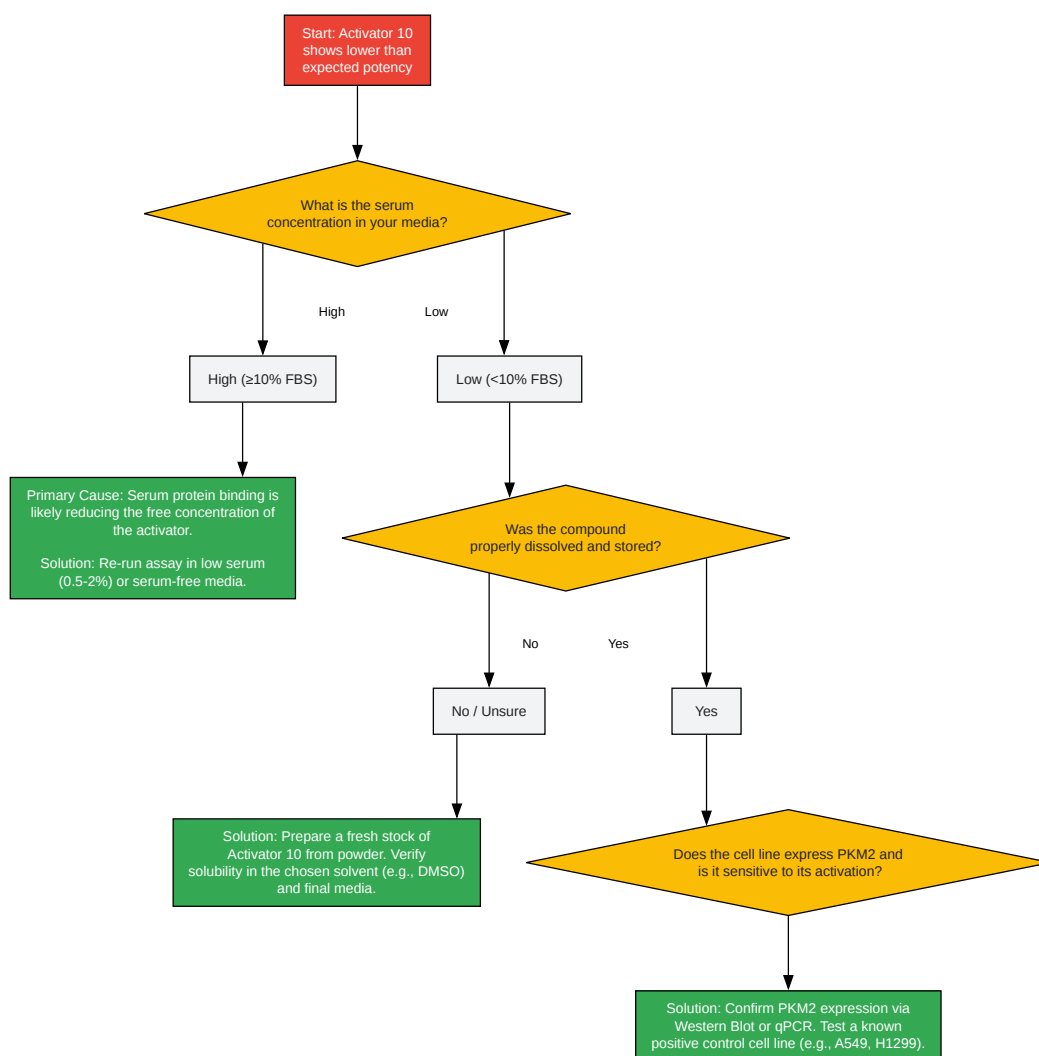 Start: Activator 10
shows lower than
expected potency
What is the serum
concentration in your media?
High
Low
High (≥10% FBS)
Low (<10% FBS)
Primary Cause: Serum protein binding is
likely reducing the free concentration of
the activator.
Solution: Re-run assay in low serum
(0.5-2%) or serum-free media.
Was the compound
properly dissolved and stored?
No
Yes
No / Unsure
Yes
Solution: Prepare a fresh stock of
Activator 10 from powder. Verify
solubility in the chosen solvent (e.g., DMSO)
and final media.
Does the cell line express PKM2 and
is it sensitive to its activation?
Solution: Confirm PKM2 expression via
Western Blot or qPCR. Test a known
positive control cell line (e.g., A549, H1299).